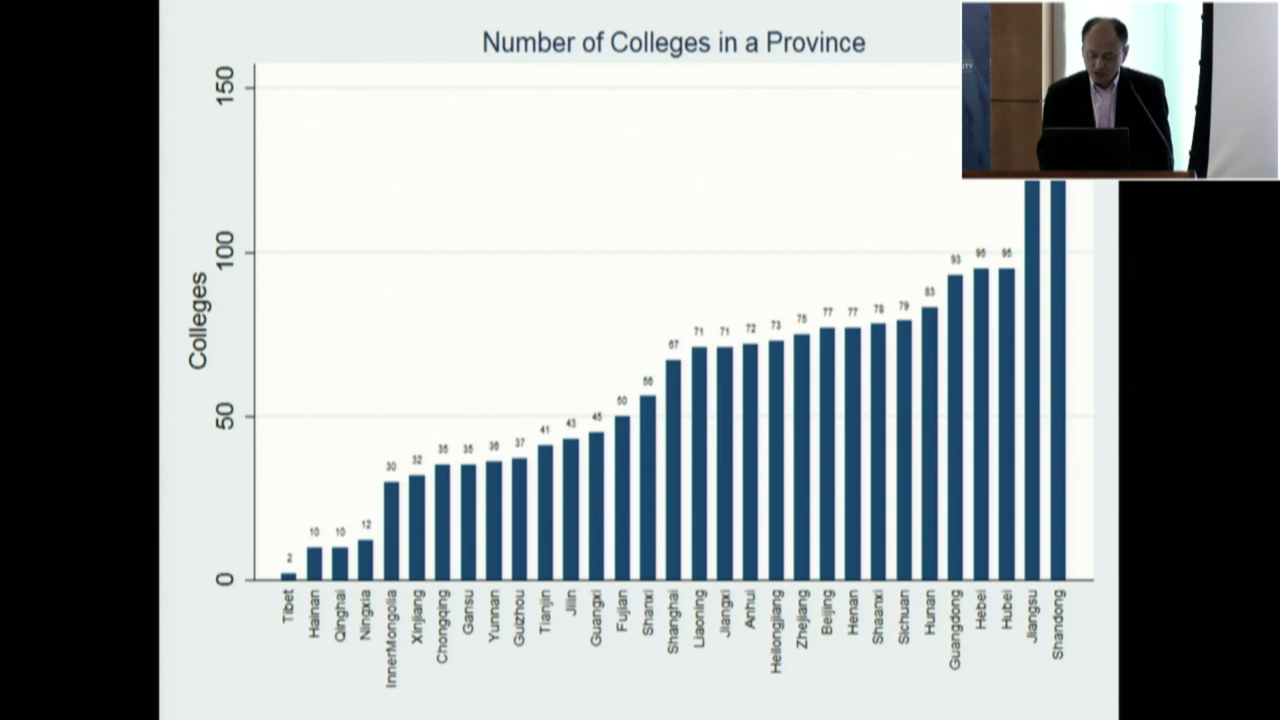 Number of Colleges in a Province
Colleges
150
100
50
0
2
10
10
12
30
32
35
35
36
37
41
43
45
50
56
67
71
71
72
73
75
77
77
78
79
83
93
95
95
Tibet
Hainan
Qinghai
Ningxia
InnerMongolia
Xinjiang
Chongqing
Gansu
Yunnan
Guizhou
Tianjin
Jilin
Guangxi
Fujian
Shanxi
Shanghai
Liaoning
Jiangxi
Anhui
Heilongjiang
Zhejiang
Beijing
Henan
Shaanxi
Sichuan
Hunan
Guangdong
Hebei
Hubei
Jiangsu
Shandong